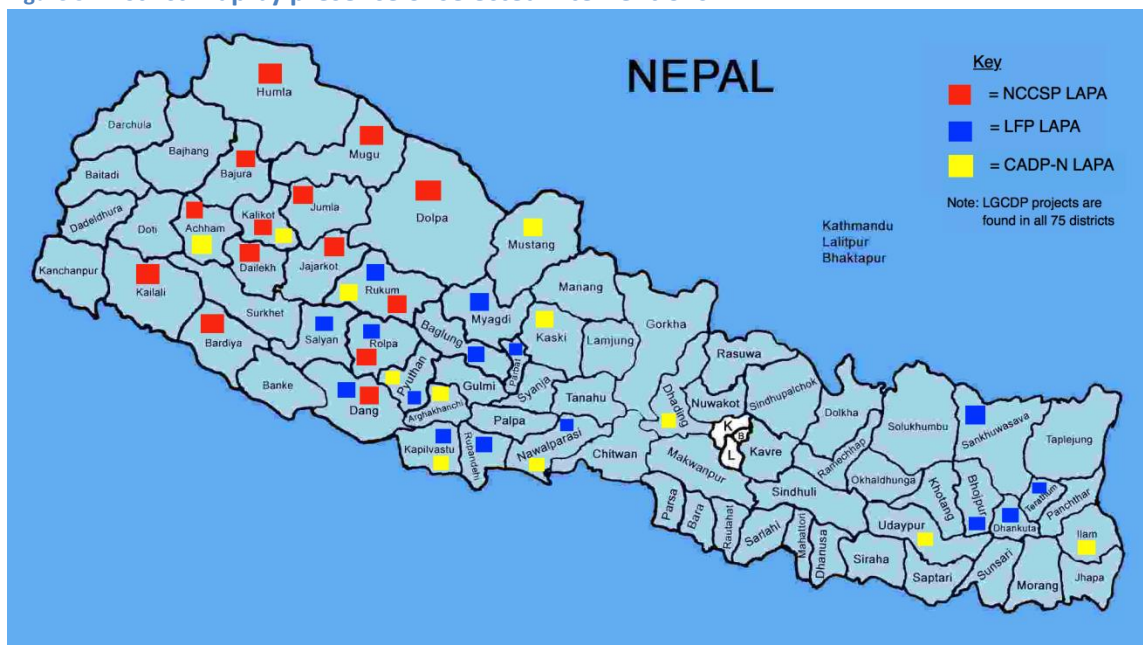 NEPAL
Key
= NCCSP LAPA
= LFP LAPA
= CADP-N LAPA
Note: LGCDP projects are
found in all 75 districts
Kathmandu
Lalitpur
Bhaktapur
Humla
Darchula
Bajhang
Mugu
Bajura
Baitadi
Jumla
Dolpa
Dadeldhura
Doti
Achham
Kalikot
Mustang
Dailekh
Jajarkot
Kanchanpur
Kailali
Surkhet
Rukum
Manang
Myagdi
Gorkha
Bardiya
Salyan
Rolpa
Baglung
Parbat
Kaski
Lamjung
Rasuwa
Banke
Dang
Pyuthan
Gulmi
Syanja
Tanahu
Dhading
Nuwakot
Sindhupalchok
Arghakhanchi
Palpa
Dolkha
Solukhumbu
Sankhuwasava
Taplejung
Kapilvastu
Rupandehi
Nawalparasi
Chitwan
Makwanpur
K
B
L
Kavre
Ramechhap
Okhaldhunga
Khotang
Bhojpur
Terathum
Panchthar
Dhankuta
Sindhuli
Parsa
Bara
Rautahat
Sarlahi
Mahattori
Dhanusa
Udaypur
Siraha
Saptari
Sunsari
Morang
Ilam
Jhapa